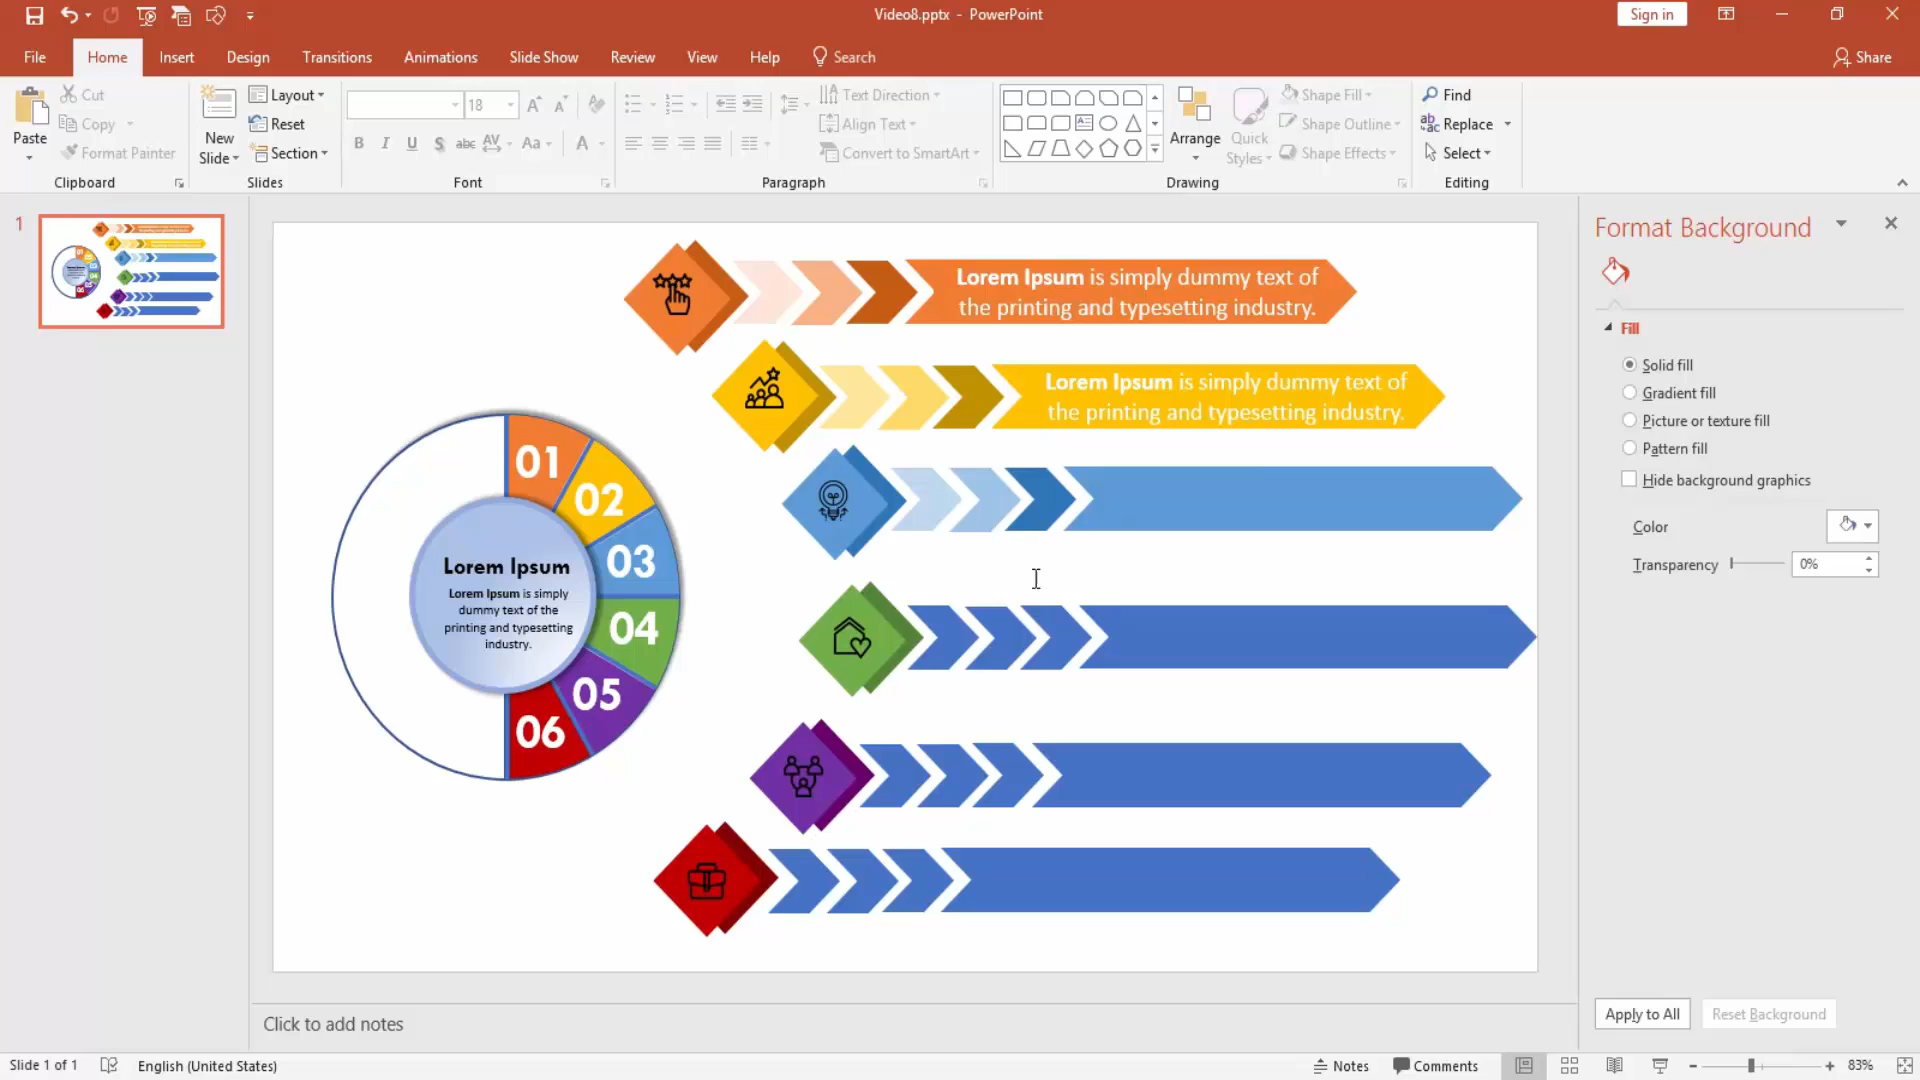 Video8.pptx - PowerPoint
Sign in
File Home Insert Design Transitions Animations Slide Show Review View Help Search Share
Paste
Cut
Copy
Format Painter
Clipboard
New Slide
Layout
Reset
Section
Slides
18
B I U S abc AV Aa A
Font
Text Direction
Align Text
Convert to SmartArt
Paragraph
Arrange
Quick Styles
Shape Fill
Shape Outline
Shape Effects
Drawing
Find
Replace
Select
Editing
1
Lorem Ipsum is simply dummy text of
the printing and typesetting industry.
Lorem Ipsum is simply dummy text of
the printing and typesetting industry.
01
02
03
04
05
06
Lorem Ipsum
Lorem Ipsum is simply
dummy text of the
printing and typesetting
industry.
Format Background
Fill
Solid fill
Gradient fill
Picture or texture fill
Pattern fill
Hide background graphics
Color
Transparency 0%
Apply to All Reset Background
Click to add notes
Slide 1 of 1 English (United States) Notes Comments 83%